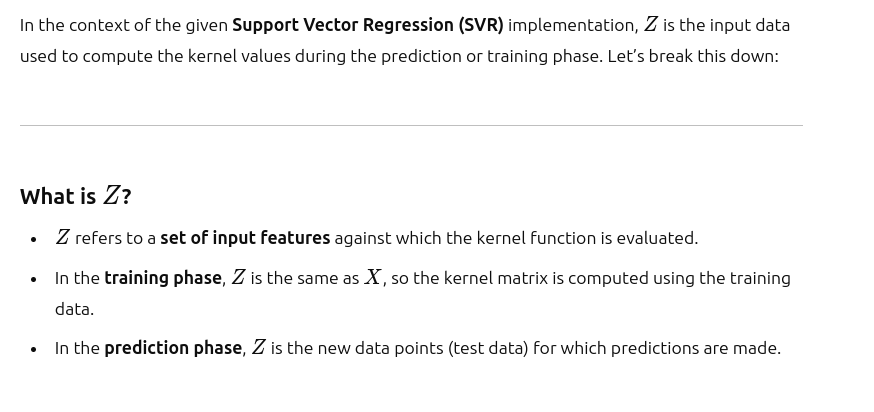 In the context of the given Support Vector Regression (SVR) implementation, Z is the input data
used to compute the kernel values during the prediction or training phase. Let’s break this down:
What is Z?
• Z refers to a set of input features against which the kernel function is evaluated.
• In the training phase, Z is the same as X, so the kernel matrix is computed using the training
data.
• In the prediction phase, Z is the new data points (test data) for which predictions are made.